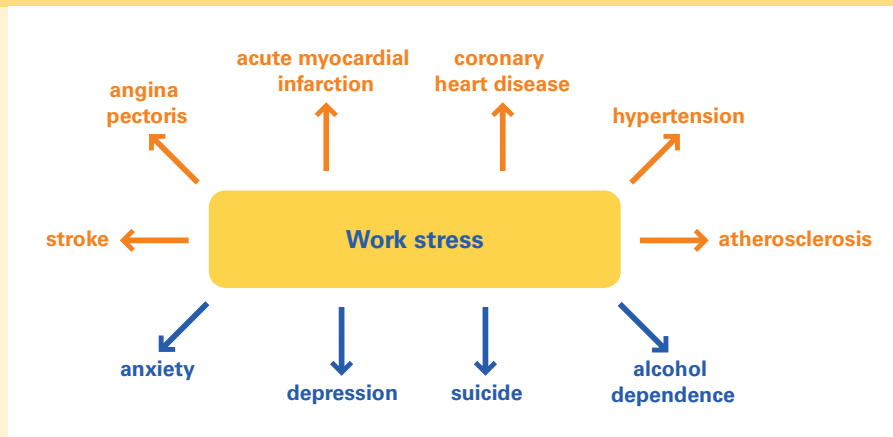 acute myocardial
infarction
coronary
heart disease
angina
pectoris
hypertension
stroke
Work stress
atherosclerosis
anxiety
depression
suicide
alcohol
dependence